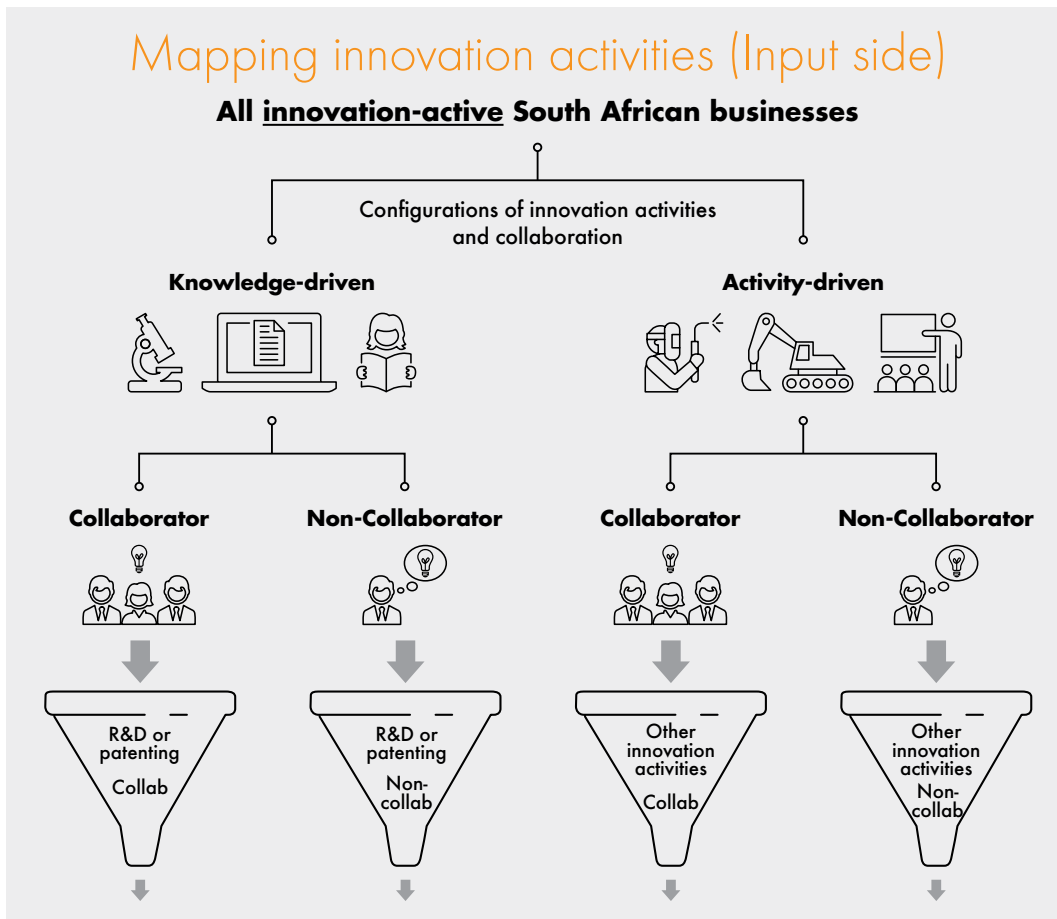 Mapping innovation activities (Input side)
All innovation-active South African businesses
Configurations of innovation activities
and collaboration
Knowledge-driven
Activity-driven
Collaborator
Non-Collaborator
Collaborator
Non-Collaborator
R&D or
patenting
Collab
R&D or
patenting
Non-
collab
Other
innovation
activities
Collab
Other
innovation
activities
Non-
collab